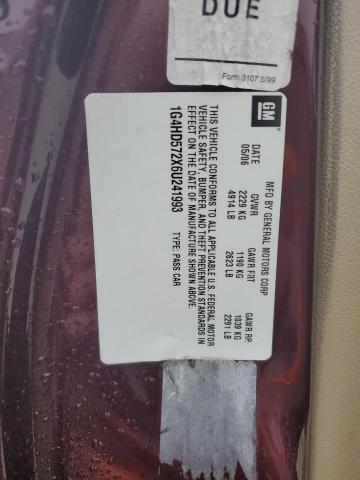 DUE
Form 3107 5/99
GM
MFD BY GENERAL MOTORS CORP
DATE GVWR GAWR FRT GAWR RR
05/06 2229 KG 1190 KG 1039 KG
4914 LB 2623 LB 2291 LB
THIS VEHICLE CONFORMS TO ALL APPLICABLE U.S. FEDERAL MOTOR
VEHICLE SAFETY, BUMPER, AND THEFT PREVENTION STANDARDS IN
EFFECT ON THE DATE OF MANUFACTURE SHOWN ABOVE.
1G4HD572X6U241993 TYPE: PASS CAR